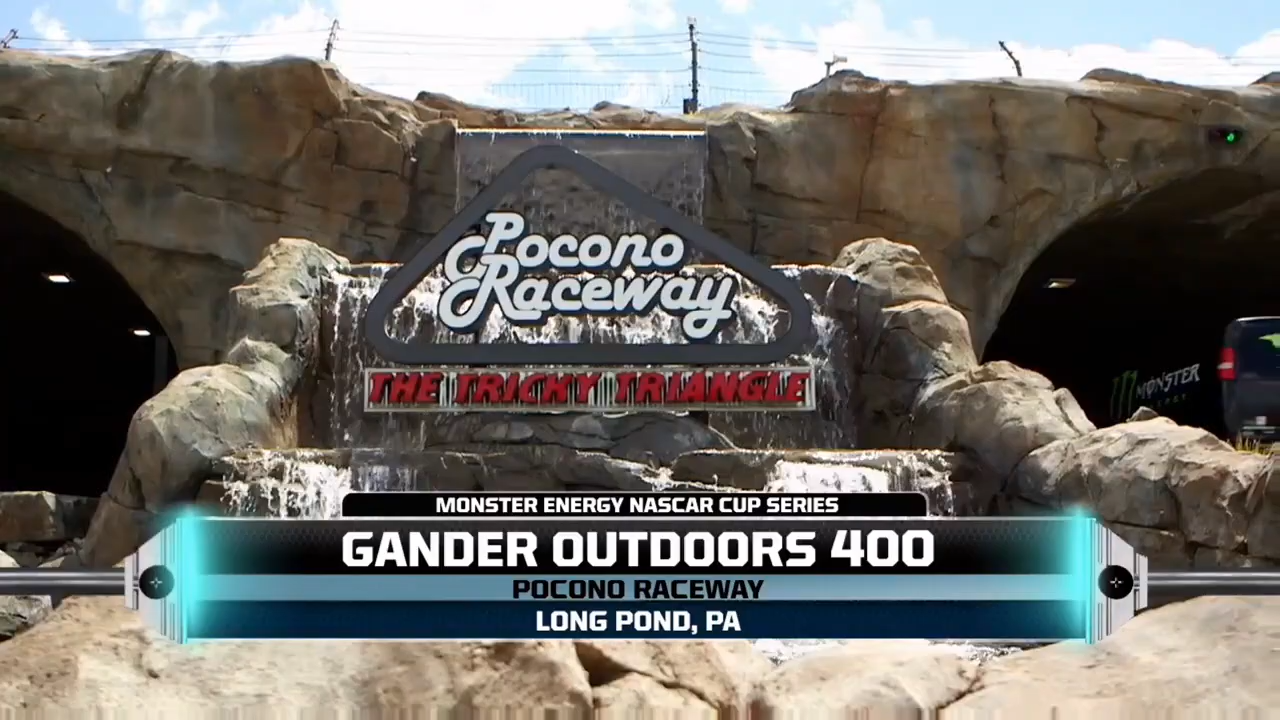 Pocono
Raceway
THE TRICKY TRIANGLE
MONSTER
MONSTER ENERGY NASCAR CUP SERIES
GANDER OUTDOORS 400
POCONO RACEWAY
LONG POND, PA